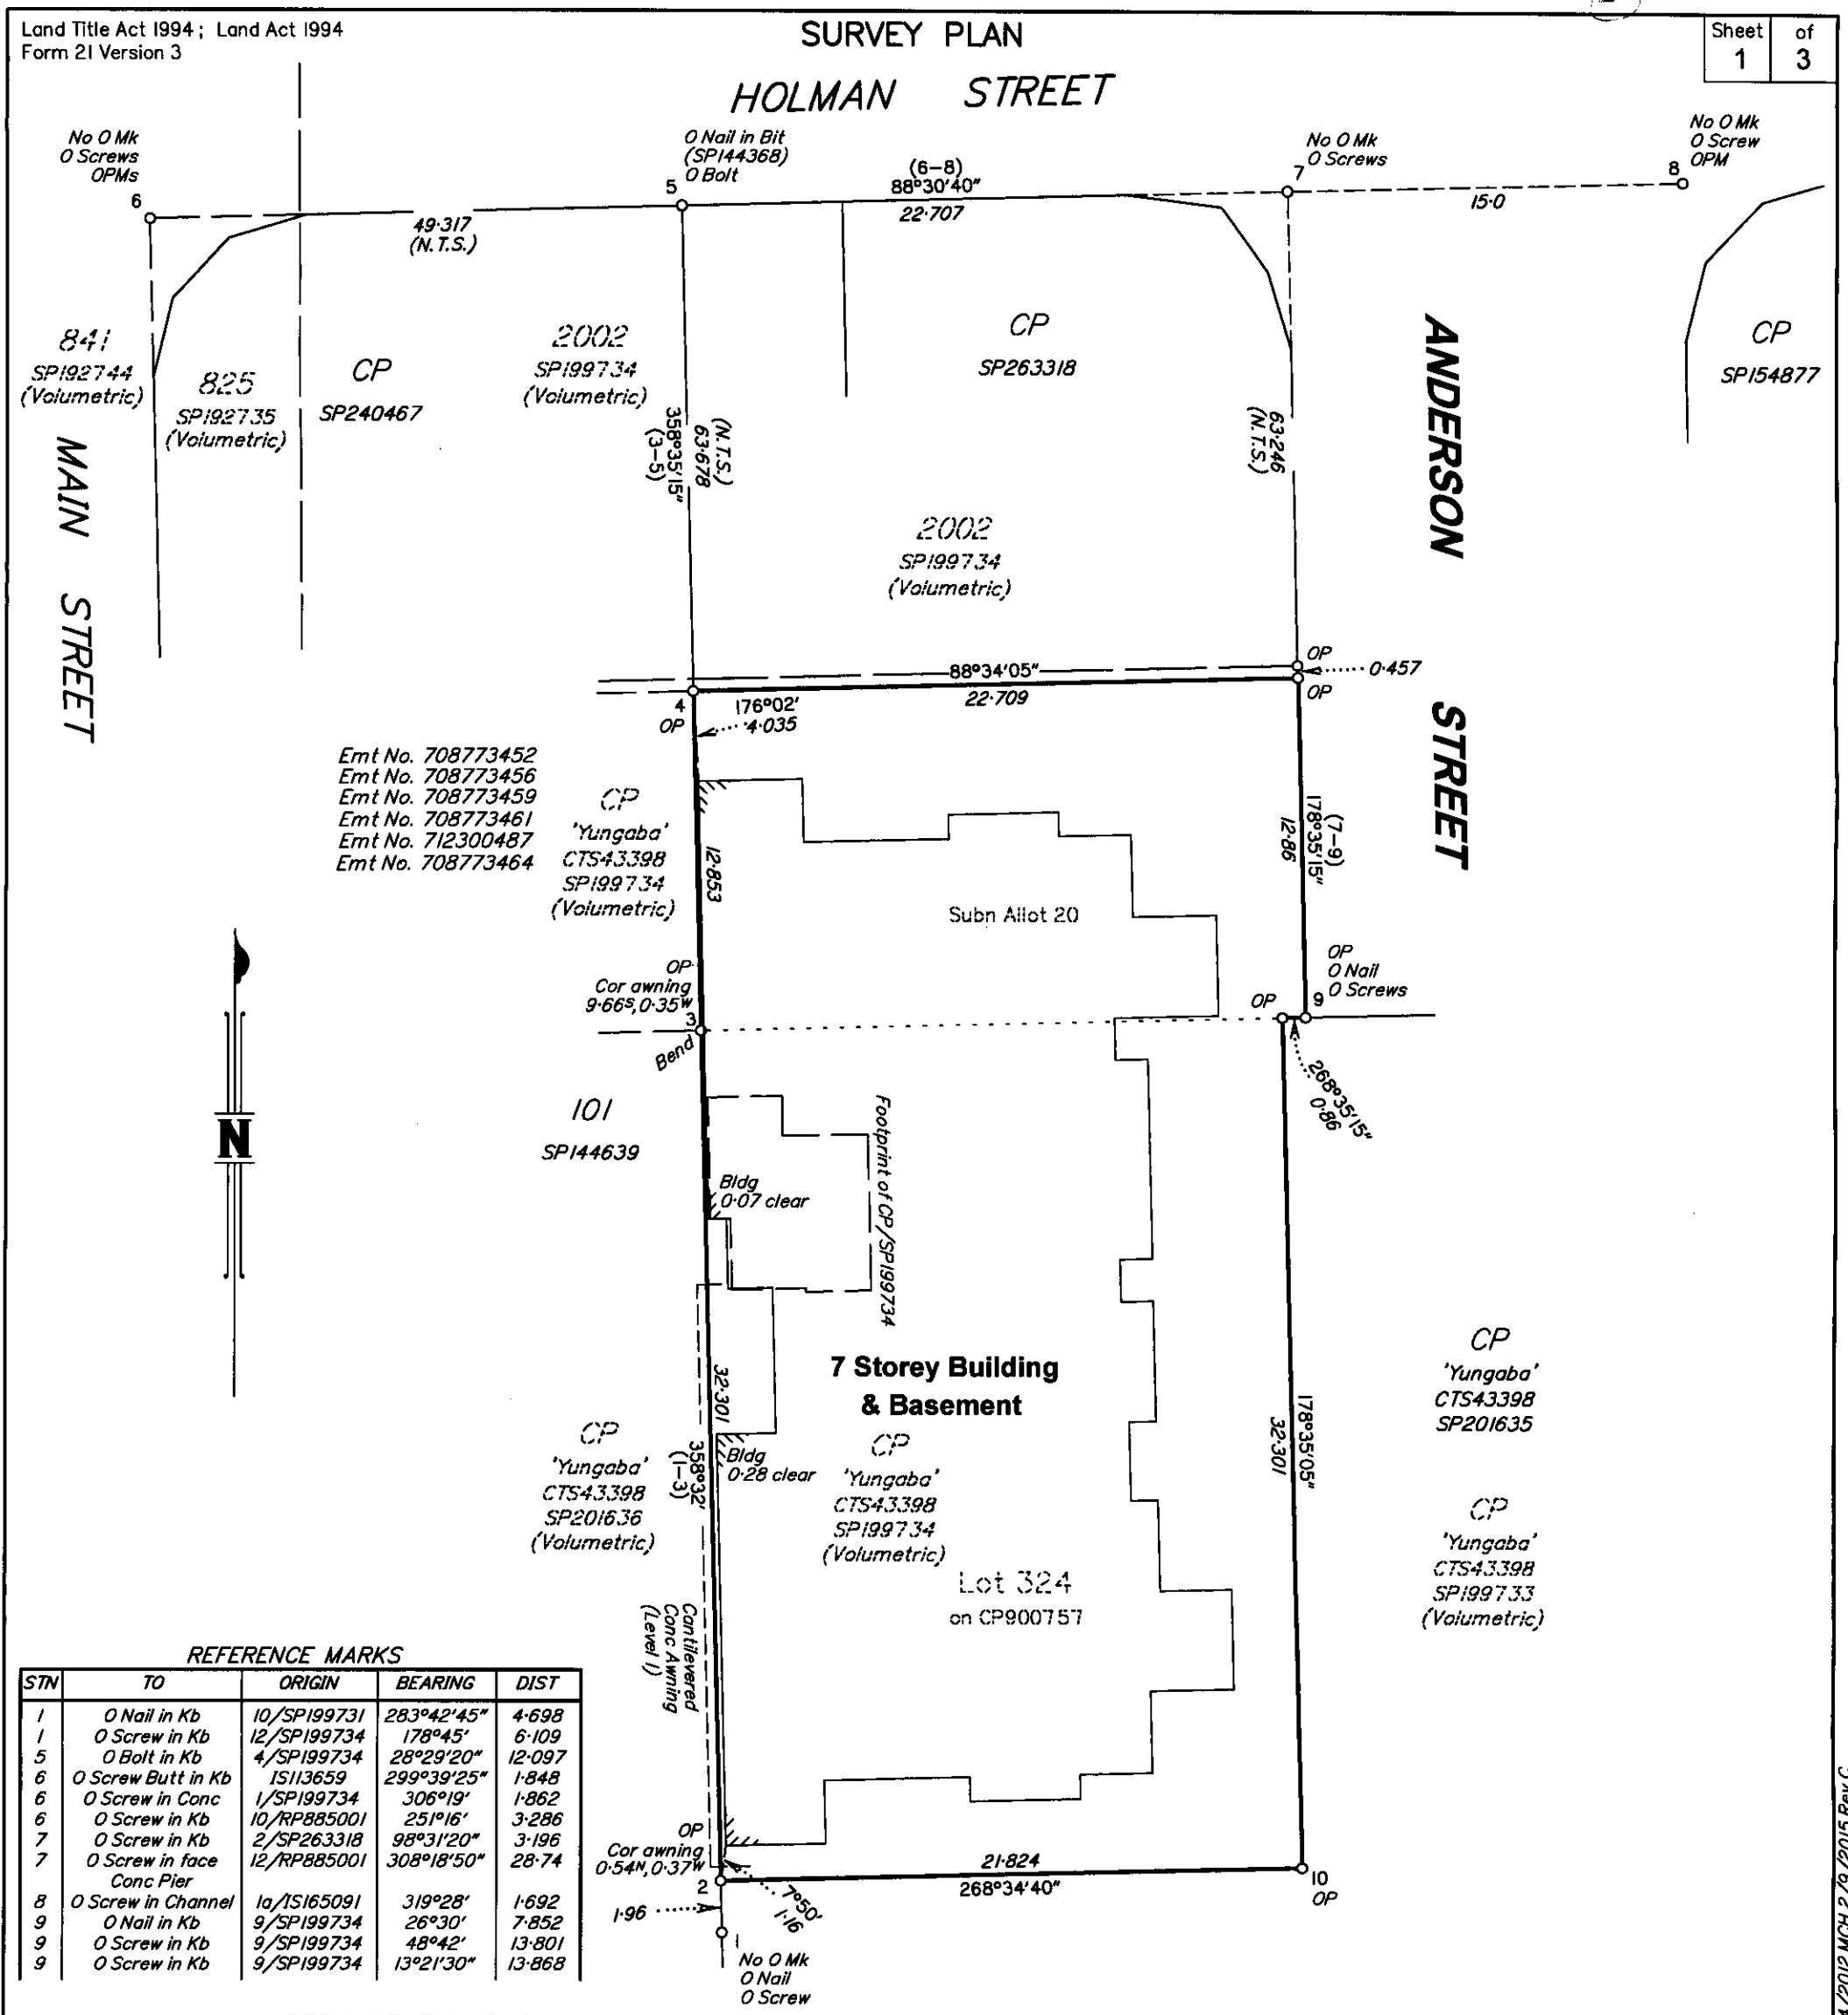 Land Title Act 1994 ; Land Act 1994
Form 21 Version 3
SURVEY PLAN
Sheet of
1 3
HOLMAN STREET
No O Mk
O Screws
OPMs
6
O Nail in Bit
(SP144368)
O Bolt
5
(6-8)
88°30'40"
22·707
No O Mk
O Screws
7
No O Mk
O Screw
OPM
8
49·317
(N.T.S.)
15·0
841
SP192744
(Volumetric)
825
SP192735
(Volumetric)
CP
SP240467
2002
SP199734
(Volumetric)
CP
SP263318
CP
SP154877
MAIN STREET
ANDERSON STREET
(N.T.S.)
63·678
358°35'15"
(3-5)
63·246
(N.T.S.)
2002
SP199734
(Volumetric)
88°34'05"
22·709
OP
0·457
OP
4
OP
176°02'
4·035
Emt No. 708773452
Emt No. 708773456
Emt No. 708773459
Emt No. 708773461
Emt No. 712300487
Emt No. 708773464
CP
'Yungaba'
CTS43398
SP199734
(Volumetric)
12·853
(7-9)
178°35'15"
12·86
Subn Allot 20
OP
Cor awning
9·66S,0·35W
3
Bend
OP
O Nail
O Screws
OP
9
268°35'15"
0·86
N
101
SP144639
Bldg
0·07 clear
Footprint of CP/SP199734
7 Storey Building
& Basement
32·301
358°32'
(1-3)
Bldg
0·28 clear
CP
'Yungaba'
CTS43398
SP199734
(Volumetric)
CP
'Yungaba'
CTS43398
SP201636
(Volumetric)
178°35'05"
32·301
CP
'Yungaba'
CTS43398
SP201635
CP
'Yungaba'
CTS43398
SP199733
(Volumetric)
Lot 324
on CP900757
Cantilevered
Conc Awning
(Level 1)
OP
Cor awning
0·54N,0·37W
2
21·824
268°34'40"
10
OP
1·96
7°50'
1·16
1
No O Mk
O Nail
O Screw
REFERENCE MARKS
STN TO ORIGIN BEARING DIST
1 O Nail in Kb 10/SP199731 283°42'45" 4·698
1 O Screw in Kb 12/SP199734 178°45' 6·109
5 O Bolt in Kb 4/SP199734 28°29'20" 12·097
6 O Screw Butt in Kb IS113659 299°39'25" 1·848
6 O Screw in Conc 1/SP199734 306°19' 1·862
6 O Screw in Kb 10/RP885001 251°16' 3·286
7 O Screw in Kb 2/SP263318 98°31'20" 3·196
7 O Screw in face 12/RP885001 308°18'50" 28·74
Conc Pier
8 O Screw in Channel 1a/IS165091 319°28' 1·692
9 O Nail in Kb 9/SP199734 26°30' 7·852
9 O Screw in Kb 9/SP199734 48°42' 13·801
9 O Screw in Kb 9/SP199734 13°21'30" 13·868
/2012 MCH 2/9/2015 Rev C